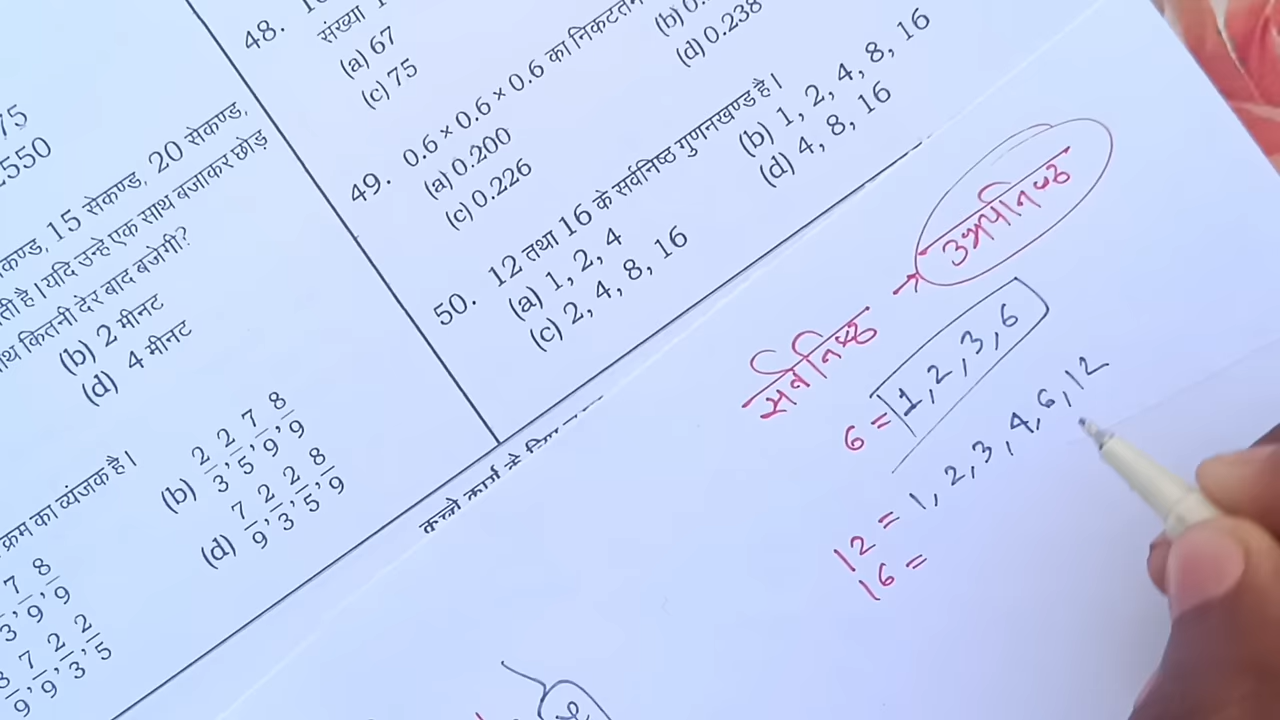 75
550
कण्ड, 15 सेकण्ड, 20 सेकण्ड,
ती है। यदि उन्हे एक साथ बजाकर छोड़
कितनी देर बाद बजेगी?
(b) 2 मीनट
(d) 4 मीनट
क्रम का व्यंजक है।
(b) 2/3, 2/5, 7/9, 8/9
(d) 7/9, 2/3, 2/5, 8/9
7/9, 8/9
7/9, 2/3, 2/5
48.
संख्या
(a) 67
(c) 75
49. 0.6 × 0.6 × 0.6 का निकटतम
(a) 0.200
(b) 0.
(c) 0.226
(d) 0.238
50. 12 तथा 16 के सर्वनिष्ठ गुणनखण्ड है।
(a) 1, 2, 4
(b) 1, 2, 4, 8, 16
(c) 2, 4, 8, 16
(d) 4, 8, 16
सर्वनिष्ठ →
6 = 1, 2, 3, 6
12 = 1, 2, 3, 4, 6, 12
16 =